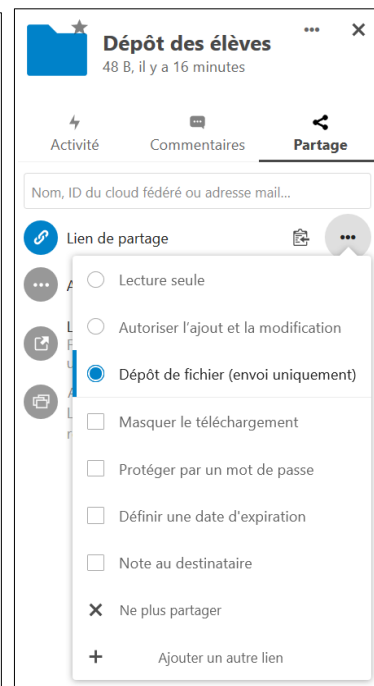 Dépôt des élèves
48 B, il y a 16 minutes
Activité
Commentaires
Partage
Nom, ID du cloud fédéré ou adresse mail...
Lien de partage
Lecture seule
Autoriser l'ajout et la modification
Dépôt de fichier (envoi uniquement)
Masquer le téléchargement
Protéger par un mot de passe
Définir une date d'expiration
Note au destinataire
Ne plus partager
Ajouter un autre lien